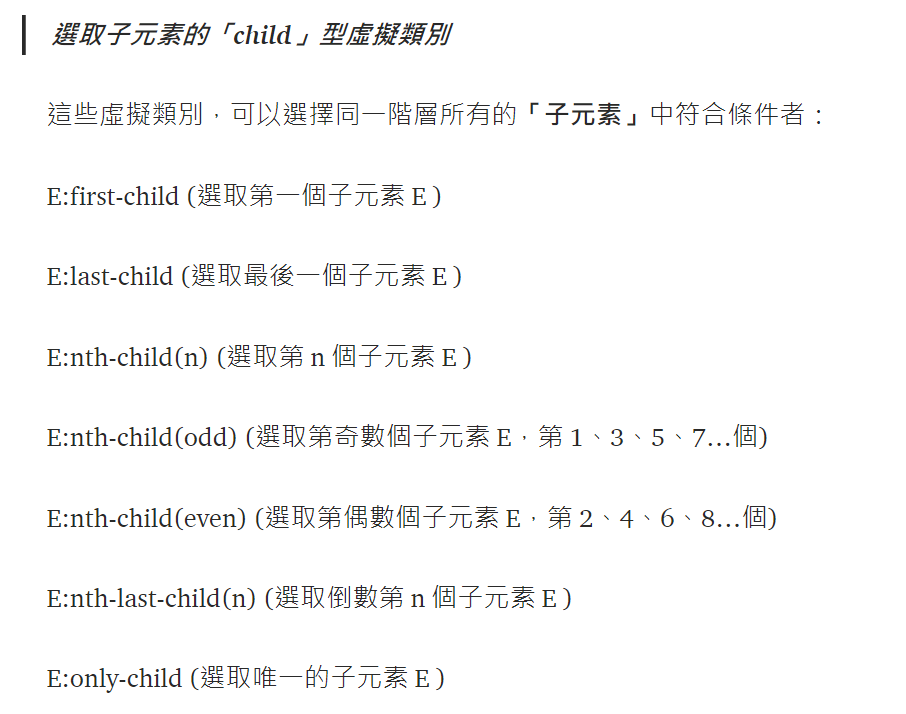 選取子元素的「child」型虛擬類別
這些虛擬類別，可以選擇同一階層所有的「子元素」中符合條件者：
E:first-child (選取第一個子元素 E )
E:last-child (選取最後一個子元素 E )
E:nth-child(n) (選取第 n 個子元素 E )
E:nth-child(odd) (選取第奇數個子元素 E，第 1、3、5、7…個)
E:nth-child(even) (選取第偶數個子元素 E，第 2、4、6、8…個)
E:nth-last-child(n) (選取倒數第 n 個子元素 E )
E:only-child (選取唯一的子元素 E )